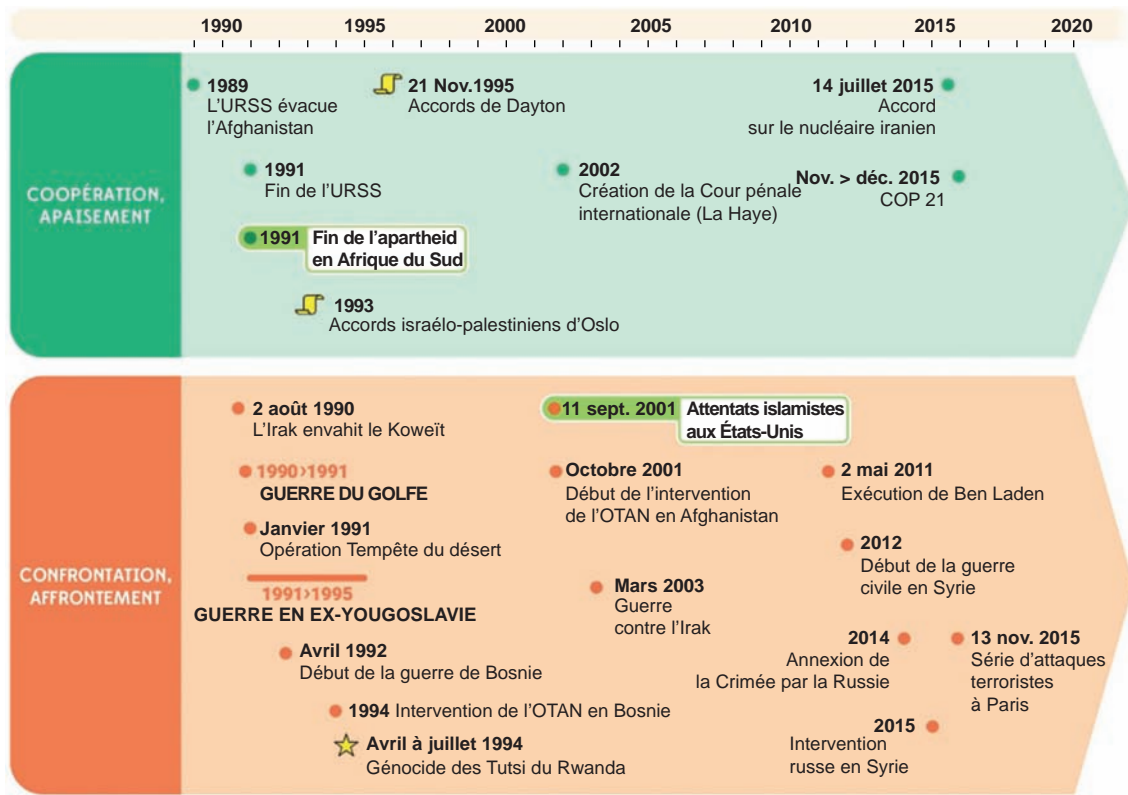 1990 1995 2000 2005 2010 2015 2020
COOPÉRATION,
APAISEMENT
1989
L'URSS évacue
l'Afghanistan
21 Nov.1995
Accords de Dayton
14 juillet 2015
Accord
sur le nucléaire iranien
1991
Fin de l'URSS
2002
Création de la Cour pénale
internationale (La Haye)
Nov. > déc. 2015
COP 21
1991 Fin de l'apartheid
en Afrique du Sud
1993
Accords israélo-palestiniens d'Oslo
CONFRONTATION,
AFFRONTEMENT
2 août 1990
L'Irak envahit le Koweït
11 sept. 2001 Attentats islamistes
aux États-Unis
1990>1991
GUERRE DU GOLFE
Octobre 2001
Début de l'intervention
de l'OTAN en Afghanistan
2 mai 2011
Exécution de Ben Laden
Janvier 1991
Opération Tempête du désert
2012
Début de la guerre
civile en Syrie
1991>1995
GUERRE EN EX-YOUGOSLAVIE
Mars 2003
Guerre
contre l'Irak
Avril 1992
Début de la guerre de Bosnie
2014
Annexion de
la Crimée par la Russie
13 nov. 2015
Série d'attaques
terroristes
à Paris
1994 Intervention de l'OTAN en Bosnie
2015
Intervention
russe en Syrie
Avril à juillet 1994
Génocide des Tutsi du Rwanda